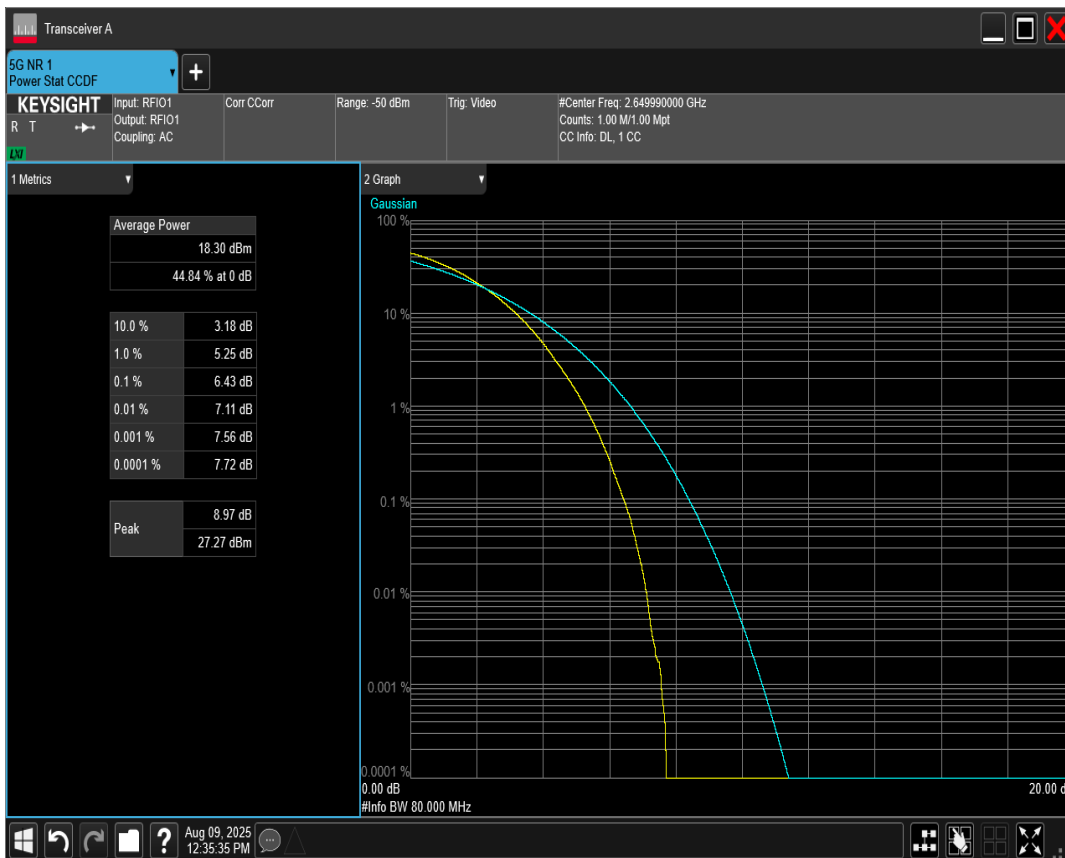 Transceiver A
5G NR 1
Power Stat CCDF
KEYSIGHT
R T
LXI
Input: RFIO1
Output: RFIO1
Coupling: AC
Corr CCorr
Range: -50 dBm
Trig: Video
#Center Freq: 2.649990000 GHz
Counts: 1.00 M/1.00 Mpt
CC Info: DL, 1 CC
1 Metrics
Average Power
18.30 dBm
44.84 % at 0 dB
10.0 % 3.18 dB
1.0 % 5.25 dB
0.1 % 6.43 dB
0.01 % 7.11 dB
0.001 % 7.56 dB
0.0001 % 7.72 dB
Peak
8.97 dB
27.27 dBm
2 Graph
Gaussian
100 %
10 %
1 %
0.1 %
0.01 %
0.001 %
0.0001 %
0.00 dB
20.00 d
#Info BW 80.000 MHz
?
Aug 09, 2025
12:35:35 PM